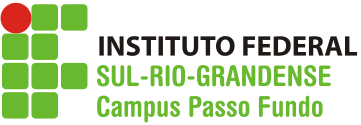 INSTITUTO FEDERAL
SUL-RIO-GRANDENSE
Campus Passo Fundo